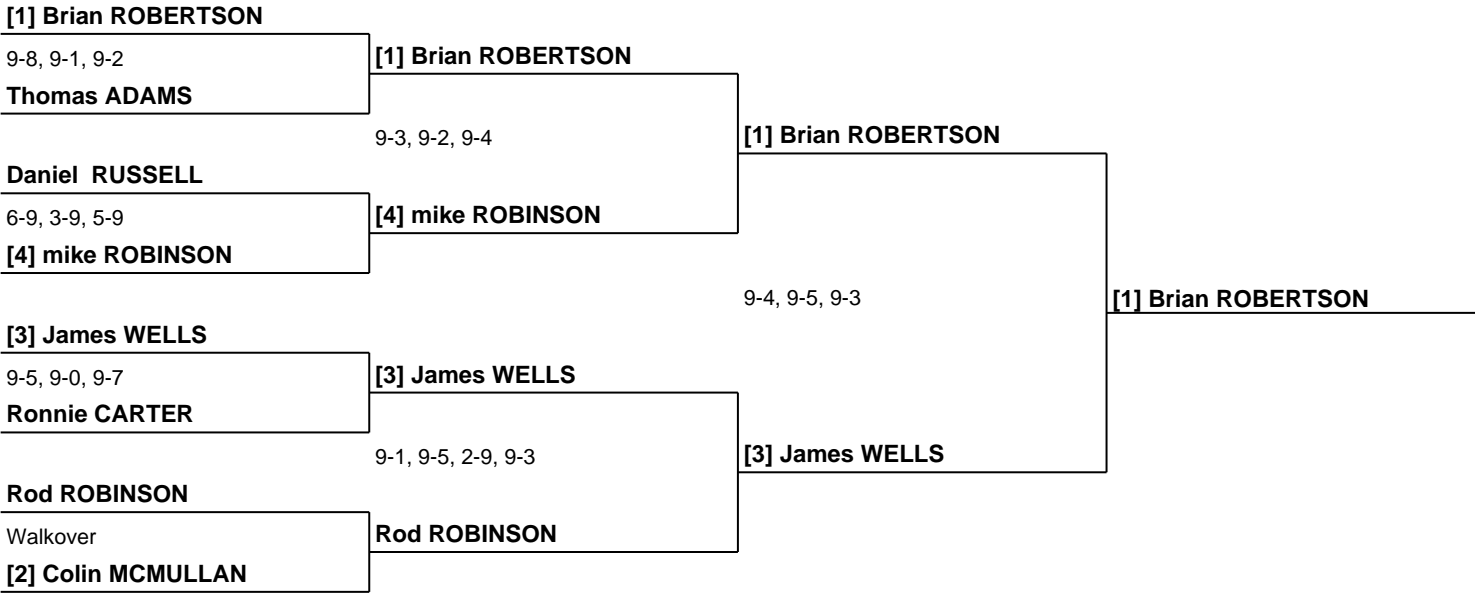 [1] Brian ROBERTSON
9-8, 9-1, 9-2
[1] Brian ROBERTSON
Thomas ADAMS
9-3, 9-2, 9-4
[1] Brian ROBERTSON
Daniel RUSSELL
6-9, 3-9, 5-9
[4] mike ROBINSON
[4] mike ROBINSON
9-4, 9-5, 9-3
[1] Brian ROBERTSON
[3] James WELLS
9-5, 9-0, 9-7
[3] James WELLS
Ronnie CARTER
9-1, 9-5, 2-9, 9-3
[3] James WELLS
Rod ROBINSON
Walkover
Rod ROBINSON
[2] Colin MCMULLAN